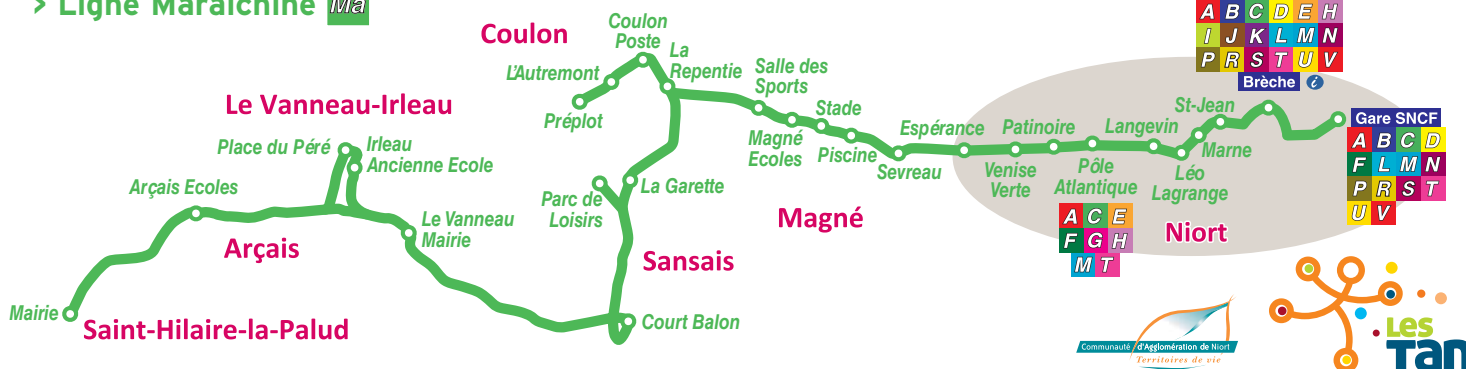 > Ligne Maraîchine Ma
Coulon
Coulon
Poste
La
Repentie
L'Autremont
Préplot
Salle des
Sports
Stade
Magné
Ecoles
Piscine
Sevreau
Espérance
Venise
Verte
Patinoire
Pôle
Atlantique
A C E
F G H
M T
Langevin
Léo
Lagrange
Marne
St-Jean
A B C D E H
I J K L M N
P R S T U V
Brèche i
Gare SNCF
A B C D
F L M N
P R S T
U V
Niort
Magné
Le Vanneau-Irleau
Place du Péré
Irleau
Ancienne Ecole
Arçais Ecoles
Arçais
Le Vanneau
Mairie
Parc de
Loisirs
La Garette
Sansais
Court Balon
Mairie
Saint-Hilaire-la-Palud
Communauté d'Agglomération de Niort
Territoires de vie
LES
Tan